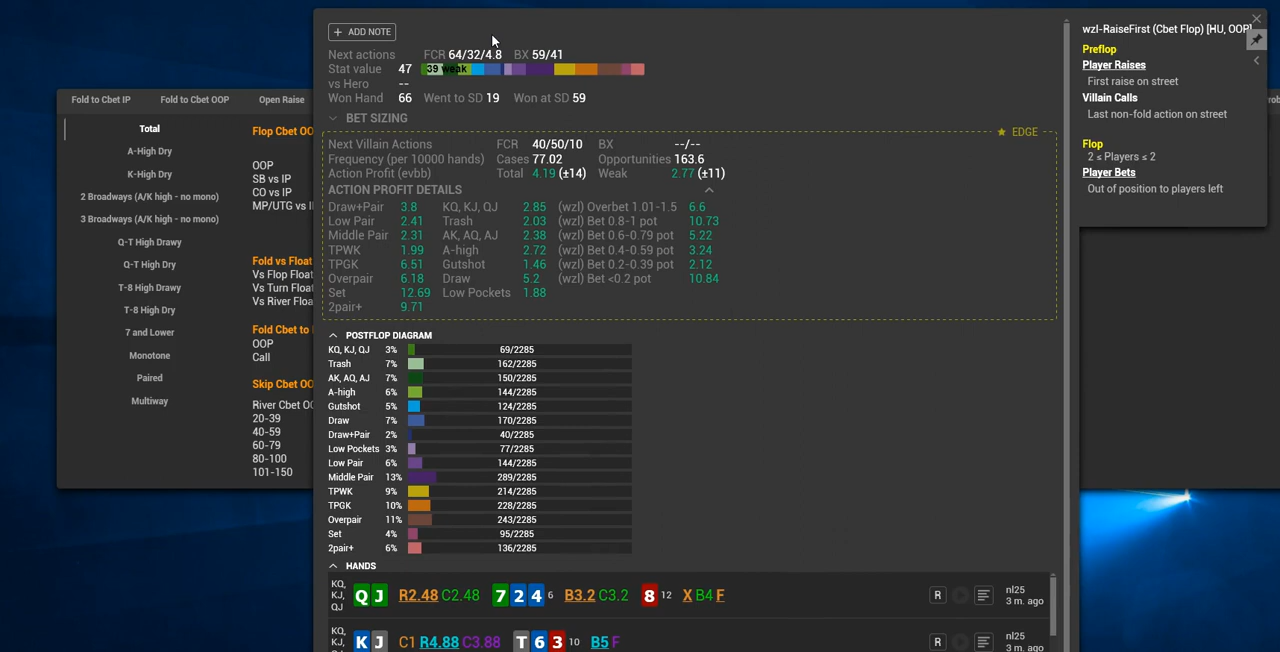 + ADD NOTE
Next actions FCR 64/32/4.8 BX 59/41
Stat value 47 39 weak
vs Hero --
Won Hand 66 Went to SD 19 Won at SD 59
BET SIZING
★ EDGE
Next Villain Actions FCR 40/50/10 BX --/--
Frequency (per 10000 hands) Cases 77.02 Opportunities 163.6
Action Profit (evbb) Total 4.19 (±14) Weak 2.77 (±11)
ACTION PROFIT DETAILS
Draw+Pair 3.8 KQ, KJ, QJ 2.85 (wzl) Overbet 1.01-1.5 6.6
Low Pair 2.41 Trash 2.03 (wzl) Bet 0.8-1 pot 10.73
Middle Pair 2.31 AK, AQ, AJ 2.38 (wzl) Bet 0.6-0.79 pot 5.22
TPWK 1.99 A-high 2.72 (wzl) Bet 0.4-0.59 pot 3.24
TPGK 6.51 Gutshot 1.46 (wzl) Bet 0.2-0.39 pot 2.12
Overpair 6.18 Draw 5.2 (wzl) Bet <0.2 pot 10.84
Set 12.69 Low Pockets 1.88
2pair+ 9.71
POSTFLOP DIAGRAM
KQ, KJ, QJ 3% 69/2285
Trash 7% 162/2285
AK, AQ, AJ 7% 150/2285
A-high 6% 144/2285
Gutshot 5% 124/2285
Draw 7% 170/2285
Draw+Pair 2% 40/2285
Low Pockets 3% 77/2285
Low Pair 6% 144/2285
Middle Pair 13% 289/2285
TPWK 9% 214/2285
TPGK 10% 228/2285
Overpair 11% 243/2285
Set 4% 95/2285
2pair+ 6% 136/2285
HANDS
KQ, KJ, QJ Q J R2.48 C2.48 7 2 4 6 B3.2 C3.2 8 12 X B4 F R nl25 3 m. ago
KQ, KJ, QJ K J C1 R4.88 C3.88 T 6 3 10 B5 F R nl25 3 m. ago
wzl-RaiseFirst (Cbet Flop) [HU, OOP]
Preflop
Player Raises
First raise on street
Villain Calls
Last non-fold action on street
Flop
2 ≤ Players ≤ 2
Player Bets
Out of position to players left
Fold to Cbet IP Fold to Cbet OOP Open Raise
Total
A-High Dry
K-High Dry
2 Broadways (A/K high - no mono)
3 Broadways (A/K high - no mono)
Q-T High Drawy
Q-T High Dry
T-8 High Drawy
T-8 High Dry
7 and Lower
Monotone
Paired
Multiway
Flop Cbet OO
OOP
SB vs IP
CO vs IP
MP/UTG vs I
Fold vs Float
Vs Flop Float
Vs Turn Float
Vs River Floa
Fold Cbet to
OOP
Call
Skip Cbet OO
River Cbet OO
20-39
40-59
60-79
80-100
101-150